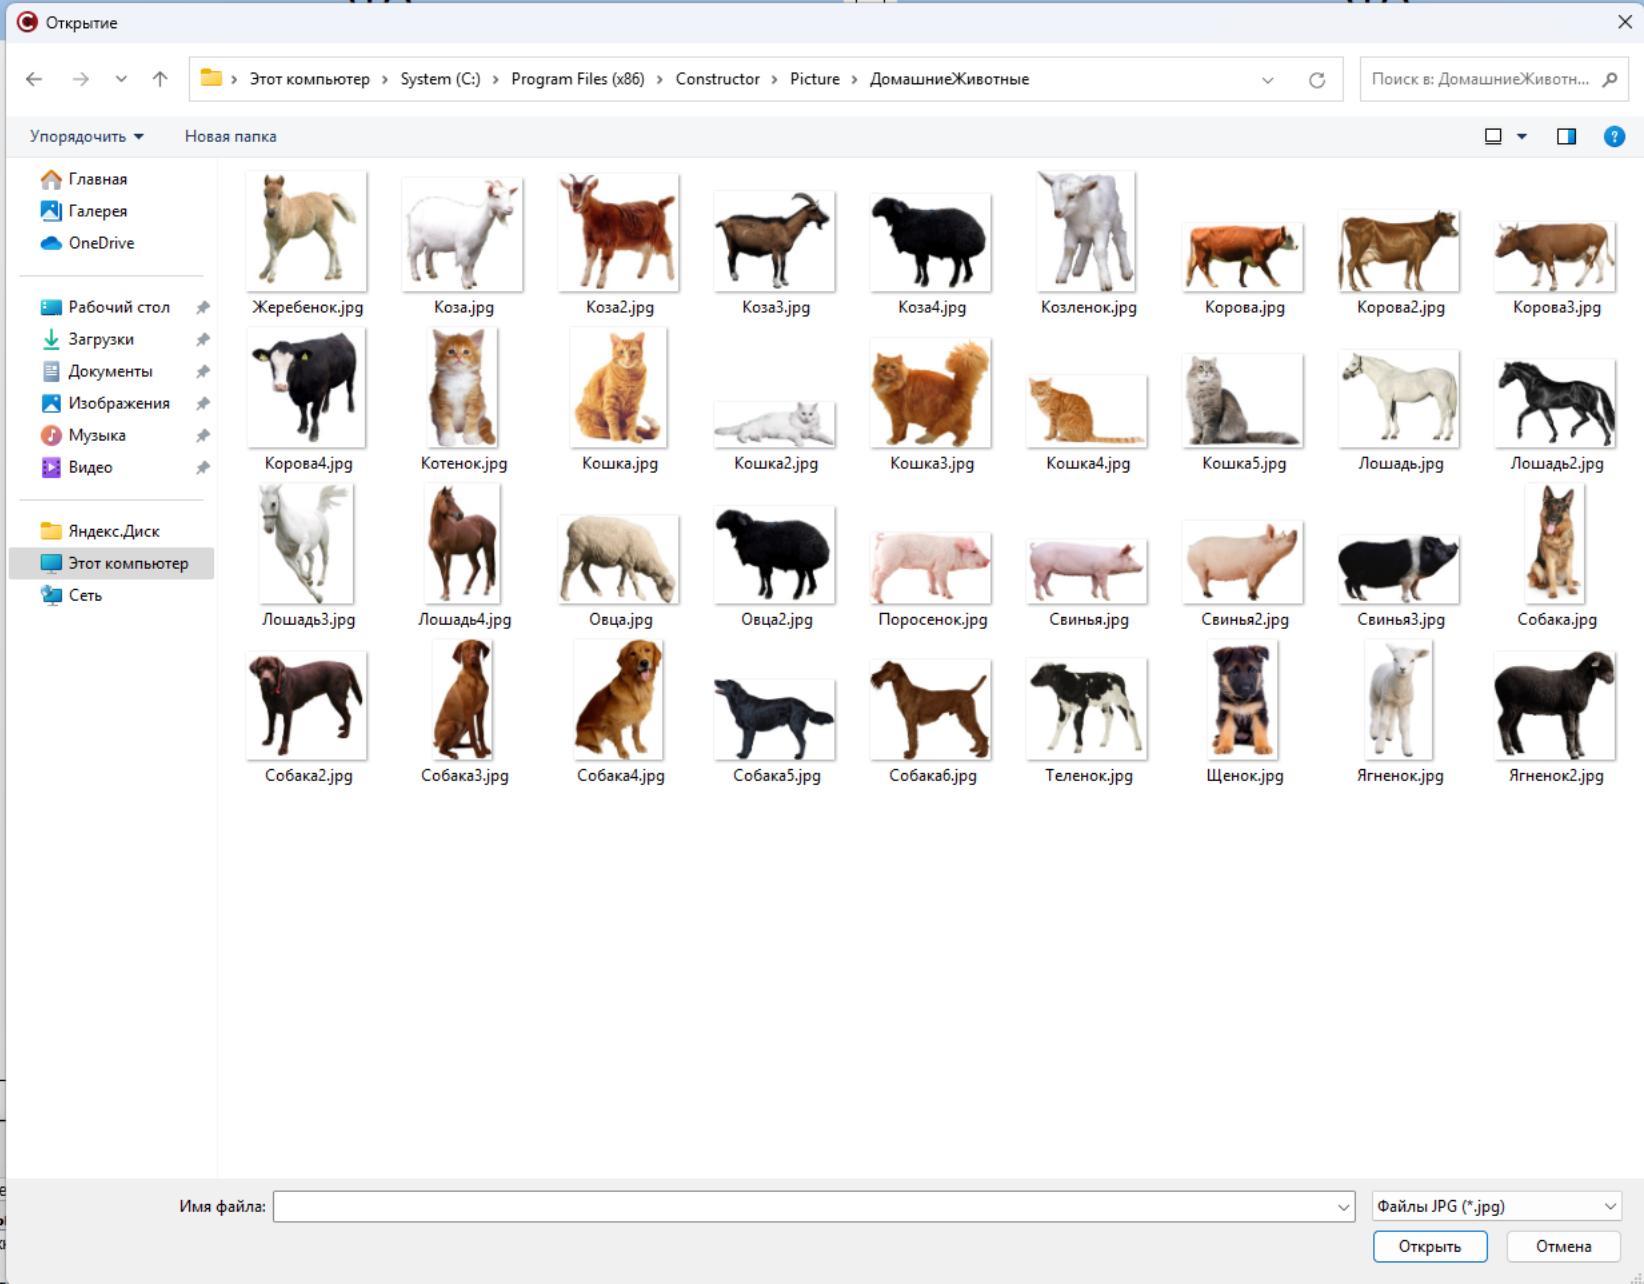 Открытие
Этот компьютер > System (C:) > Program Files (x86) > Constructor > Picture > ДомашниеЖивотные
Поиск в: ДомашниеЖивотн...
Упорядочить
Новая папка
Главная
Галерея
OneDrive
Рабочий стол
Загрузки
Документы
Изображения
Музыка
Видео
Яндекс.Диск
Этот компьютер
Сеть
Жеребенок.jpg Коза.jpg Коза2.jpg Коза3.jpg Коза4.jpg Козленок.jpg Корова.jpg Корова2.jpg Корова3.jpg
Корова4.jpg Котенок.jpg Кошка.jpg Кошка2.jpg Кошка3.jpg Кошка4.jpg Кошка5.jpg Лошадь.jpg Лошадь2.jpg
Лошадь3.jpg Лошадь4.jpg Овца.jpg Овца2.jpg Поросенок.jpg Свинья.jpg Свинья2.jpg Свинья3.jpg Собака.jpg
Собака2.jpg Собака3.jpg Собака4.jpg Собака5.jpg Собака6.jpg Теленок.jpg Щенок.jpg Ягненок.jpg Ягненок2.jpg
Имя файла:
Файлы JPG (*.jpg)
Открыть
Отмена